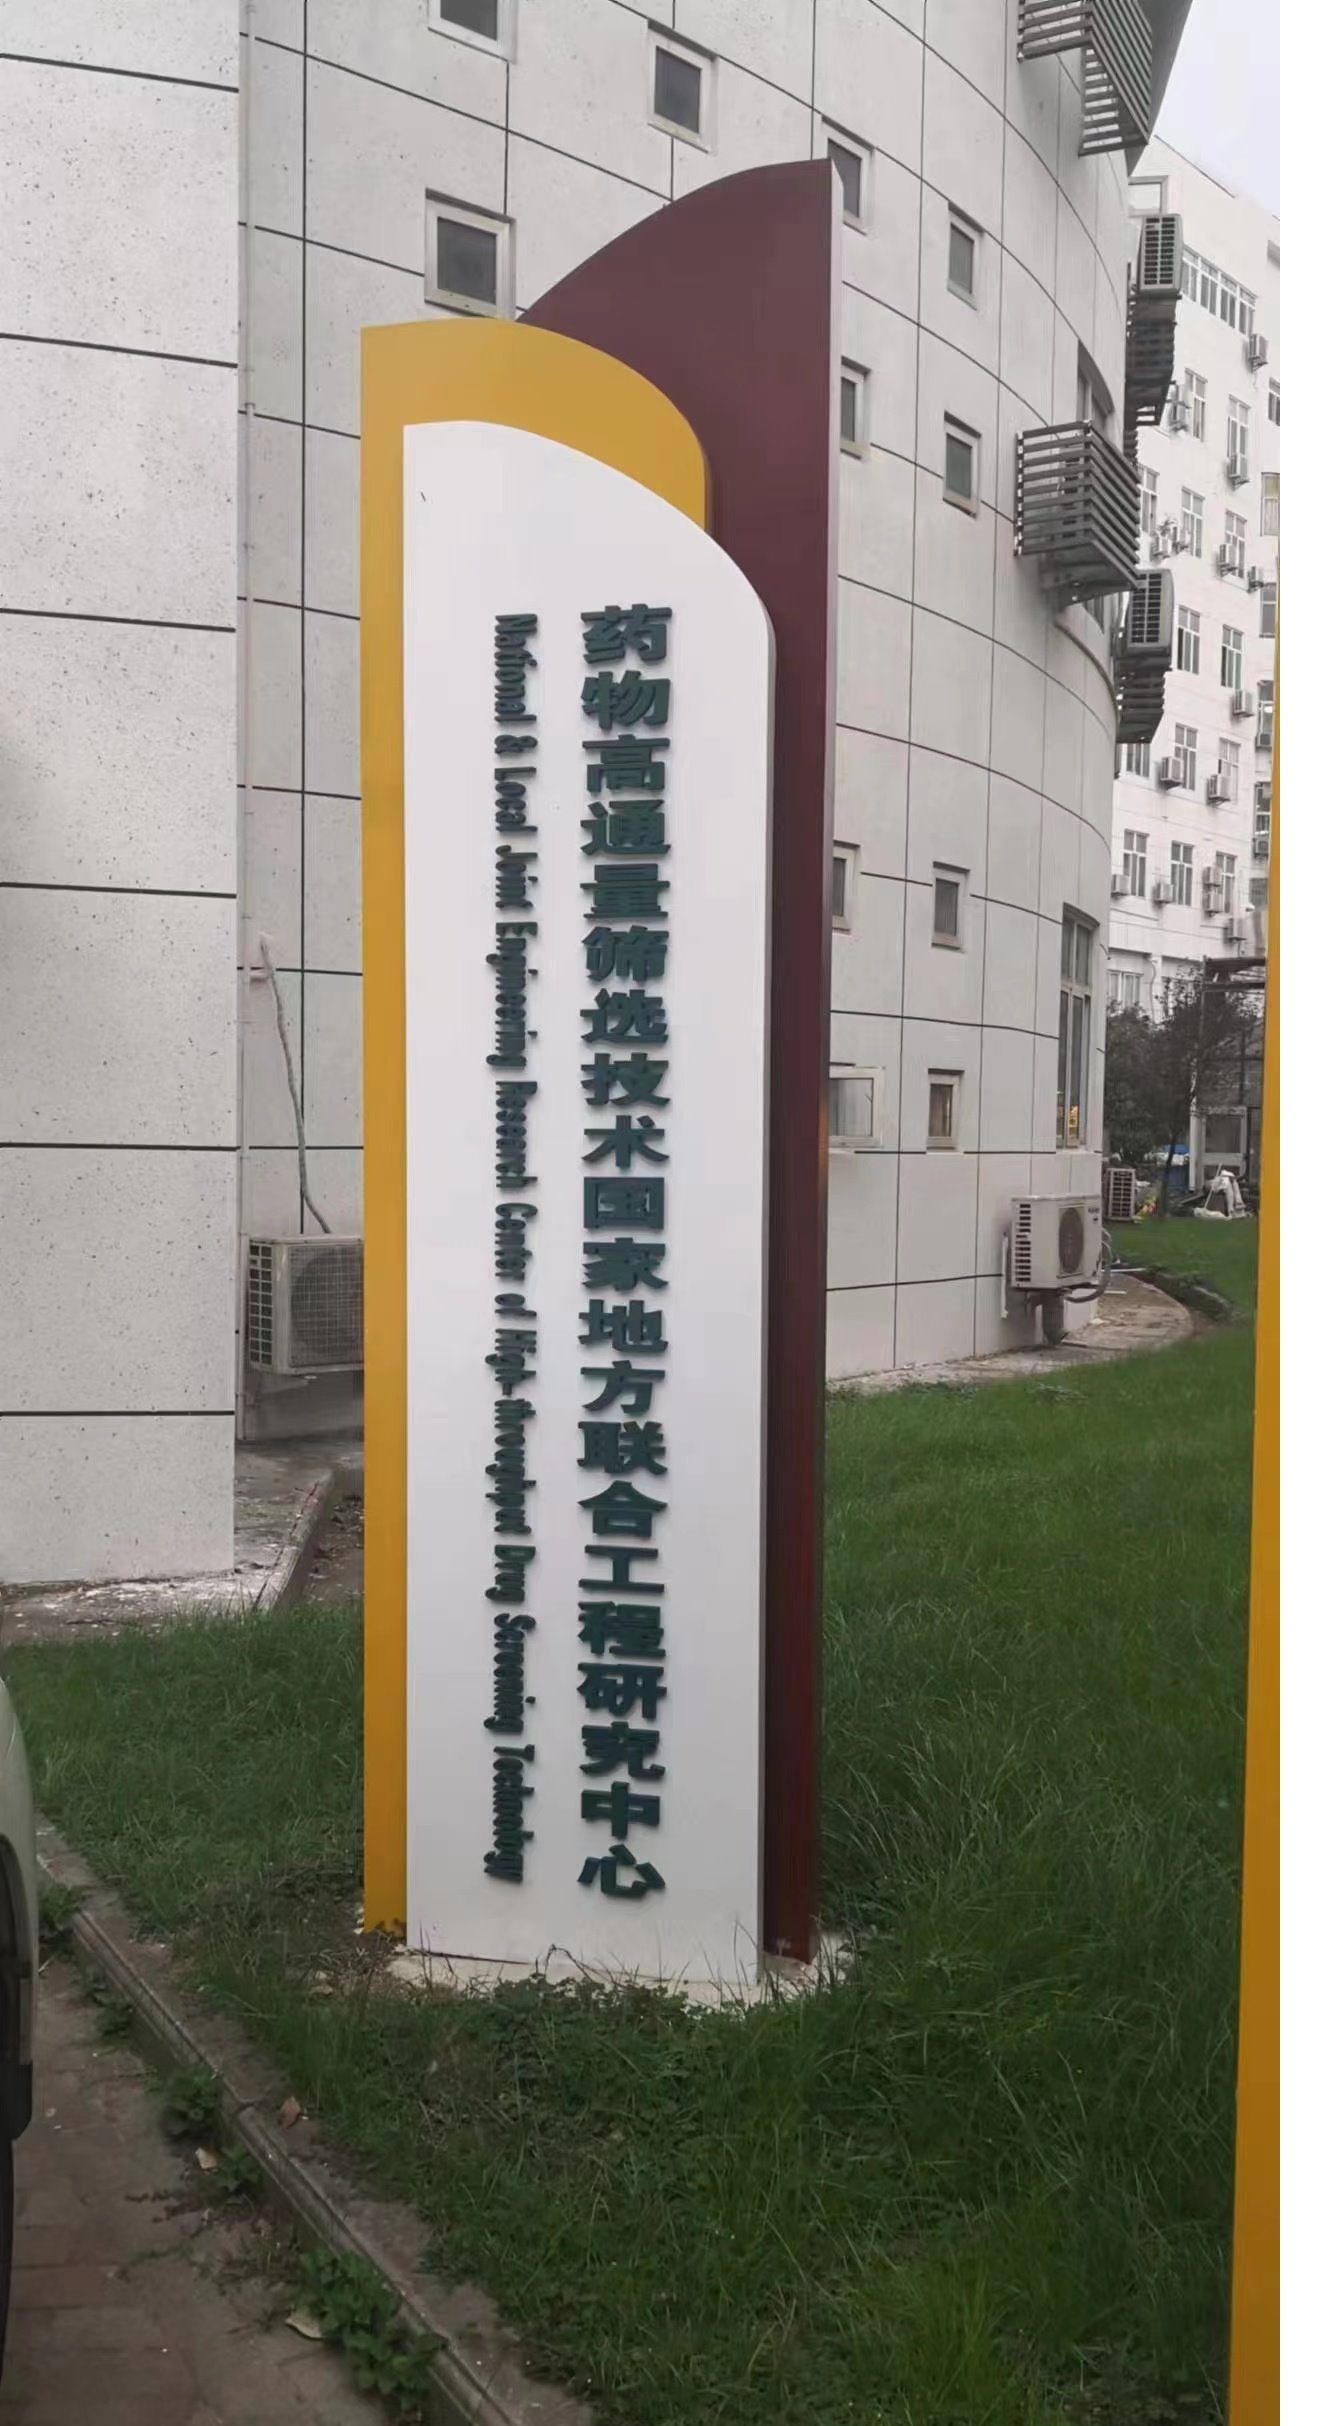 药物高通量筛选技术国家地方联合工程研究中心
National & Local Joint Engineering Research Center of High-throughput Drug Screening Technology